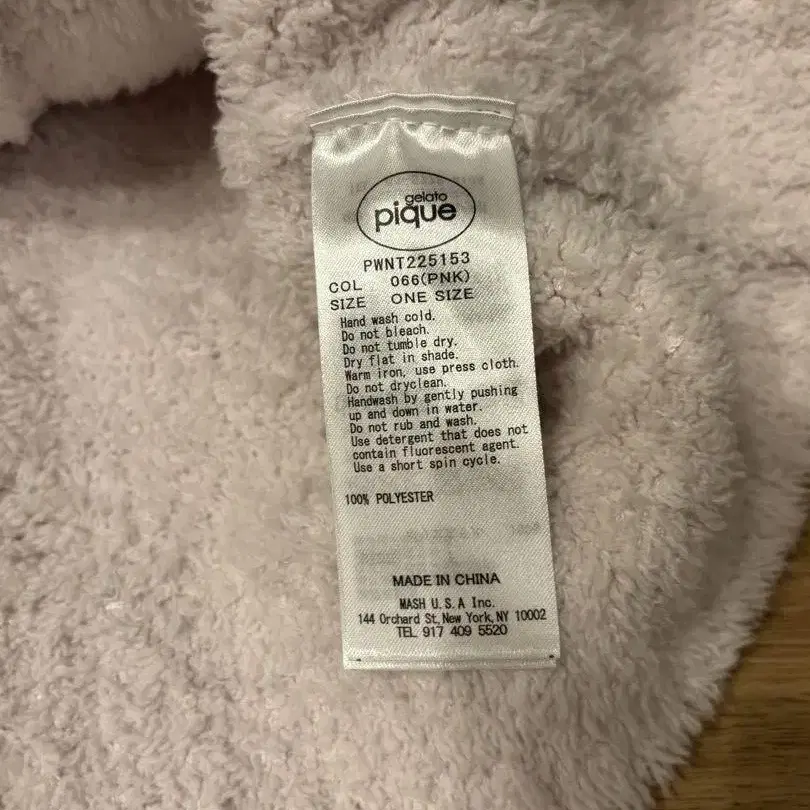 gelato
pique
PWNT225153
COL 066(PNK)
SIZE ONE SIZE
Hand wash cold.
Do not bleach.
Do not tumble dry.
Dry flat in shade.
Warm iron, use press cloth.
Do not dryclean.
Handwash by gently pushing
up and down in water.
Do not rub and wash.
Use detergent that does not
contain fluorescent agent.
Use a short spin cycle.
100% POLYESTER
MADE IN CHINA
MASH U.S.A Inc.
144 Orchard St, New York, NY 10002
TEL 917 409 5520